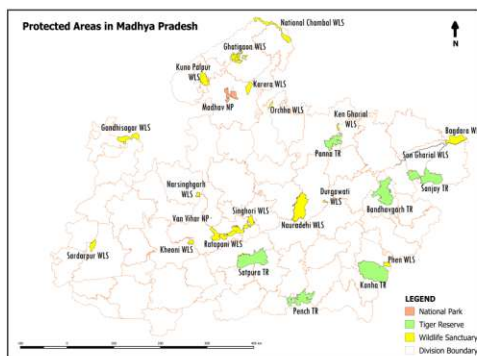 Protected Areas in Madhya Pradesh
National Chambal WLS
N
Ghatigaon WLS
Kuno Palpur
WLS
Karera WLS
Madhav NP
Orchha WLS
Ken Gharial
WLS
Bagdara WL
Gandhisagar WLS
Panna TR
Son Gharial WLS
Sanjay TR
Narsinghgarh
WLS
Durgawati
WLS
Bandhavgarh TR
Singhori WLS
Van Vihar NP
Nauradehi WLS
Sardarpur WLS
Kheoni WLS
Ratapani WLS
Phen WLS
Satpura TR
Kanha TR
Pench TR
LEGEND
National Park
Tiger Reserve
Wildlife Sanctuary
Division Boundary